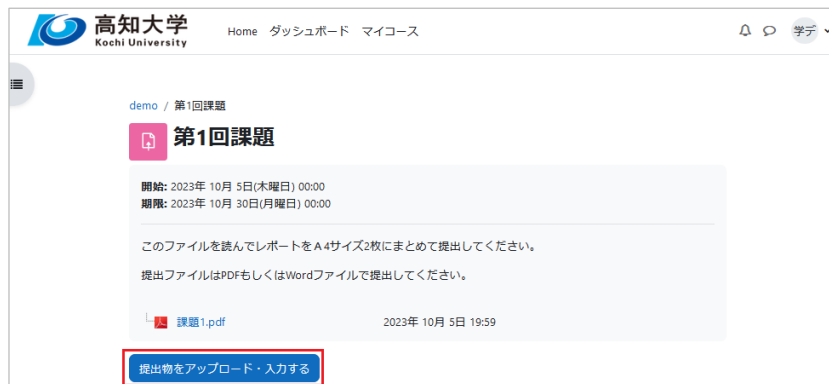 高知大学
Kochi University
Home ダッシュボード マイコース
学デ
demo / 第1回課題
第1回課題
開始: 2023年 10月 5日(木曜日) 00:00
期限: 2023年 10月 30日(月曜日) 00:00
このファイルを読んでレポートをA4サイズ2枚にまとめて提出してください。
提出ファイルはPDFもしくはWordファイルで提出してください。
課題1.pdf 2023年 10月 5日 19:59
提出物をアップロード・入力する